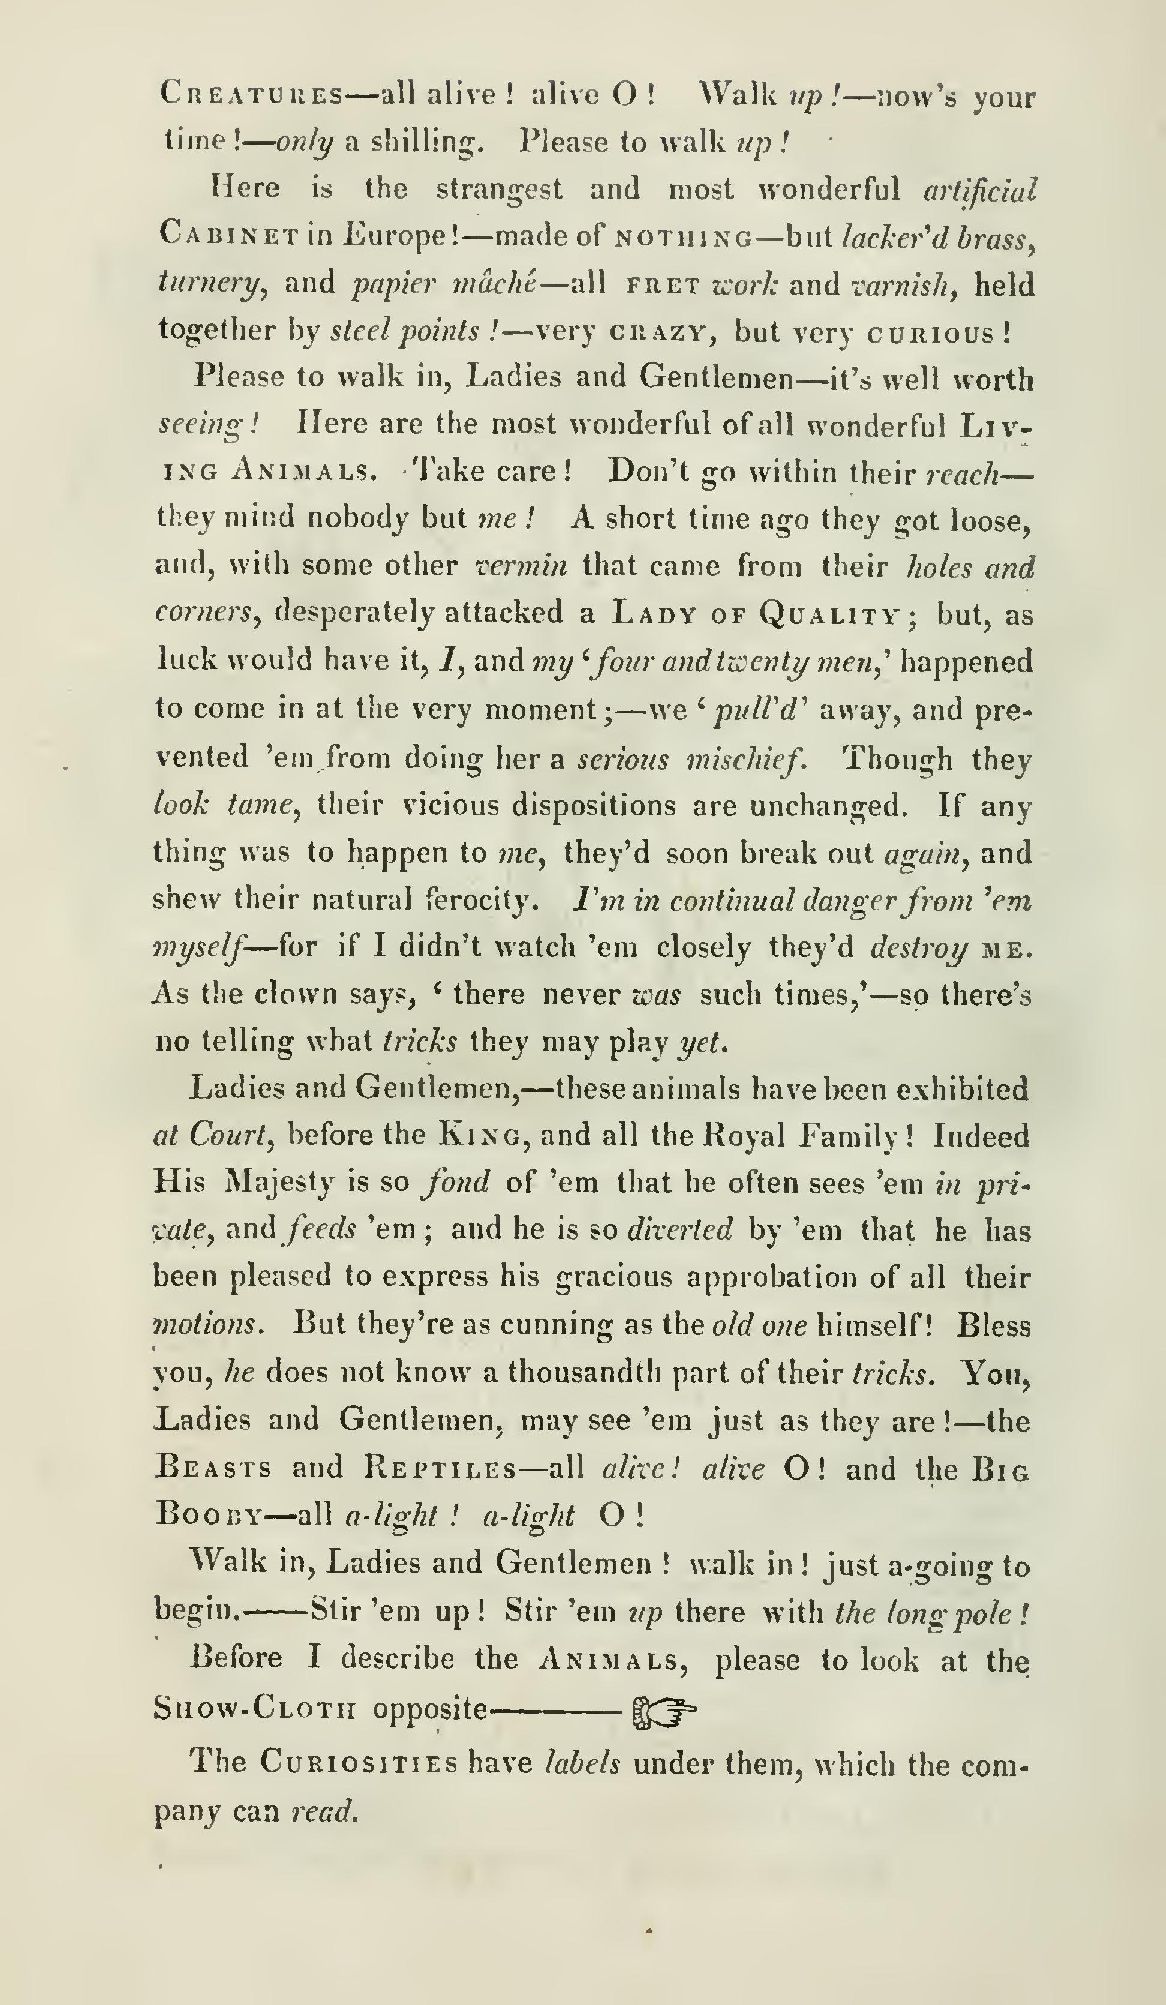 CREATURES—all alive! alive O! Walk up!—now's your
time!—only a shilling. Please to walk up!
Here is the strangest and most wonderful artificial
CABINET in Europe!—made of NOTHING—but lacker'd brass,
turnery, and papier mâché—all FRET work and varnish, held
together by steel points!—very CRAZY, but very CURIOUS!
Please to walk in, Ladies and Gentlemen—it's well worth
seeing! Here are the most wonderful of all wonderful LIV-
ING ANIMALS. Take care! Don't go within their reach—
they mind nobody but me! A short time ago they got loose,
and, with some other vermin that came from their holes and
corners, desperately attacked a LADY OF QUALITY; but, as
luck would have it, I, and my 'four and twenty men,' happened
to come in at the very moment;—we 'pull'd' away, and pre-
vented 'em from doing her a serious mischief. Though they
look tame, their vicious dispositions are unchanged. If any
thing was to happen to me, they'd soon break out again, and
shew their natural ferocity. I'm in continual danger from 'em
myself—for if I didn't watch 'em closely they'd destroy ME.
As the clown says, 'there never was such times,'—so there's
no telling what tricks they may play yet.
Ladies and Gentlemen,—these animals have been exhibited
at Court, before the KING, and all the Royal Family! Indeed
His Majesty is so fond of 'em that he often sees 'em in pri-
vate, and feeds 'em; and he is so diverted by 'em that he has
been pleased to express his gracious approbation of all their
motions. But they're as cunning as the old one himself! Bless
you, he does not know a thousandth part of their tricks. You,
Ladies and Gentlemen, may see 'em just as they are!—the
BEASTS and REPTILES—all alive! alive O! and the BIG
BOOBY—all a-light! a-light O!
Walk in, Ladies and Gentlemen! walk in! just a-going to
begin.——Stir 'em up! Stir 'em up there with the long pole!
Before I describe the ANIMALS, please to look at the
SHOW-CLOTH opposite——— ☞
The CURIOSITIES have labels under them, which the com-
pany can read.